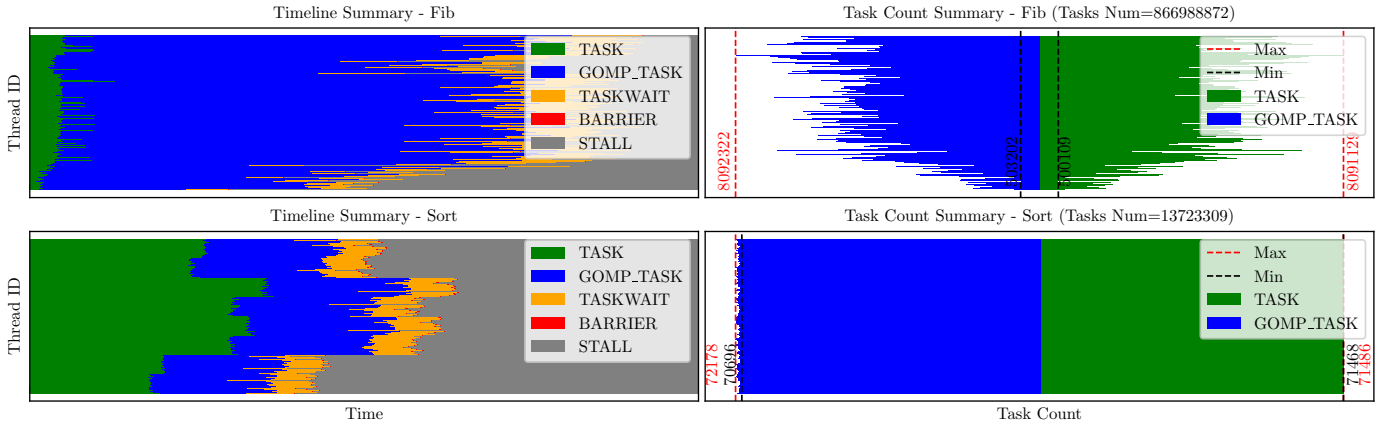 Timeline Summary - Fib
Thread ID
TASK
GOMP_TASK
TASKWAIT
BARRIER
STALL
Task Count Summary - Fib (Tasks Num=866988872)
Max
Min
TASK
GOMP_TASK
8092322
500109
8091129
Timeline Summary - Sort
Thread ID
TASK
GOMP_TASK
TASKWAIT
BARRIER
STALL
Time
Task Count Summary - Sort (Tasks Num=13723309)
Max
Min
TASK
GOMP_TASK
72178
70696
71468
71486
Task Count